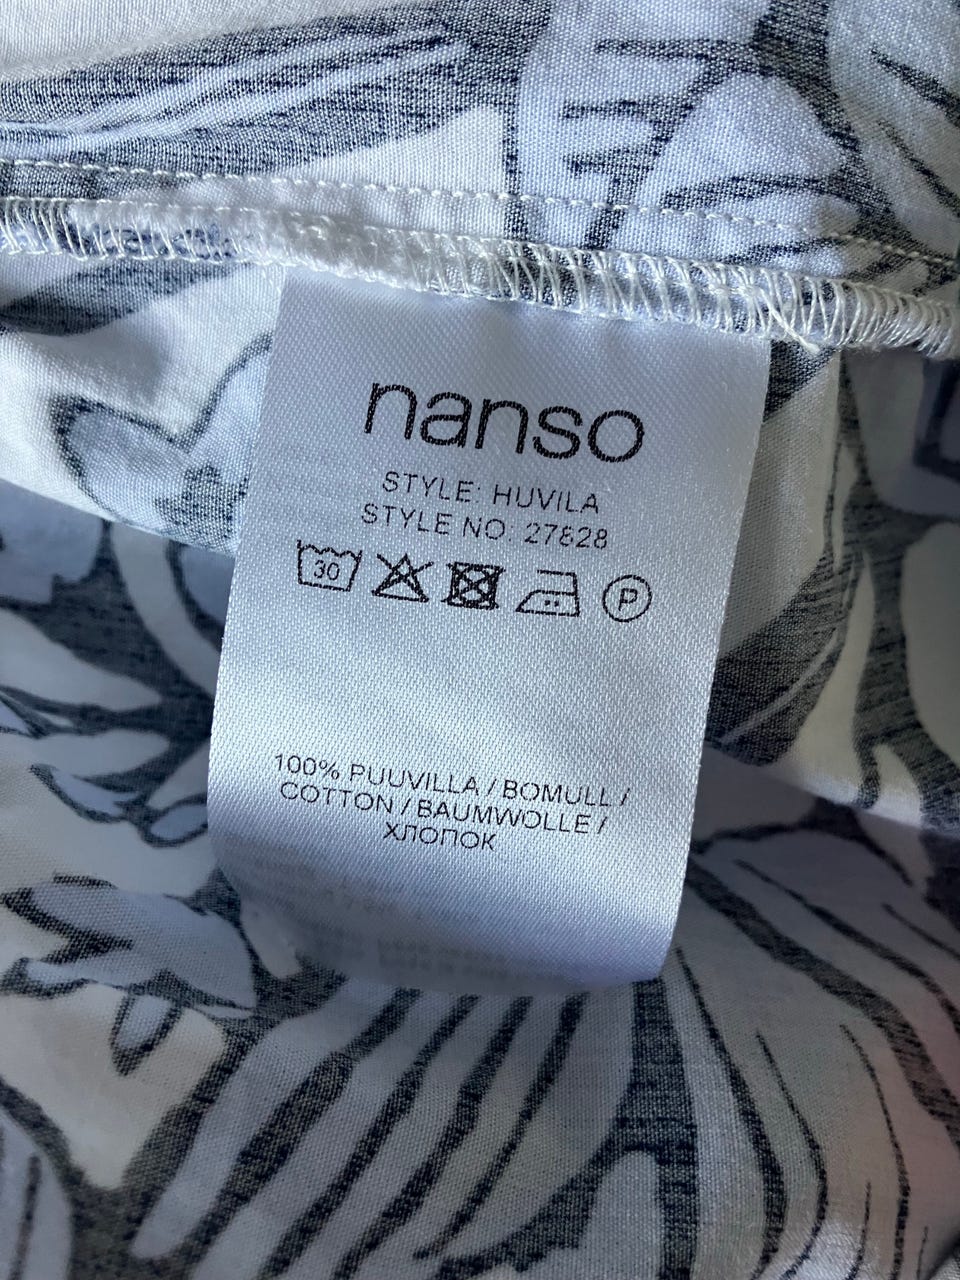 nanso
STYLE: HUVILA
STYLE NO: 27828
30 P
100% PUUVILLA / BOMULL /
COTTON / BAUMWOLLE /
ХЛОПОК